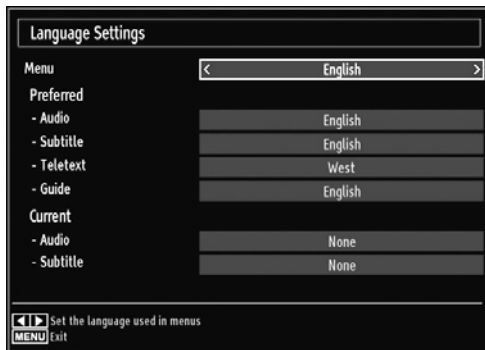 Language Settings
Menu < English >
Preferred
- Audio English
- Subtitle English
- Teletext West
- Guide English
Current
- Audio None
- Subtitle None
Set the language used in menus
MENU Exit